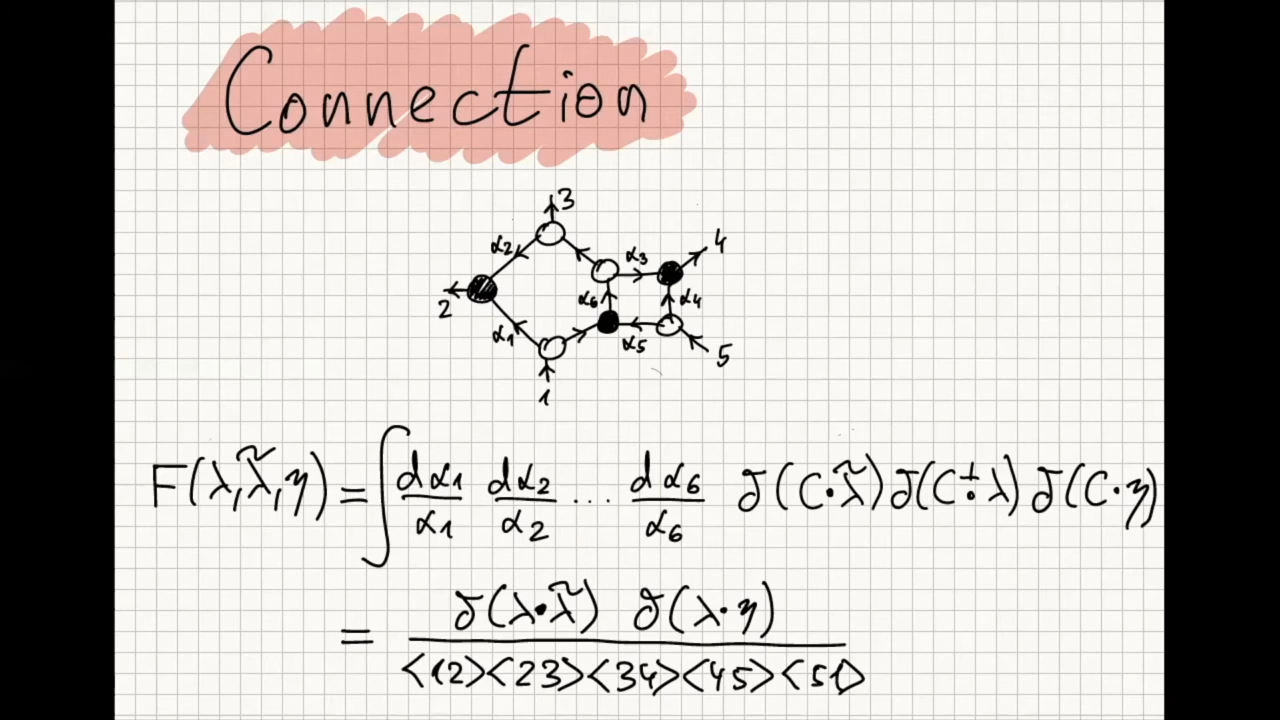 Connection
3
α2 α3 4
2 α6 α4
α1 α5 5
1
F(λ,λ̃,η) = ∫ dα1/α1 dα2/α2 ... dα6/α6 δ(C·λ̃) δ(C⊥·λ) δ(C·η)
= δ(λ·λ̃) δ(λ·η) / <12><23><34><45><51>